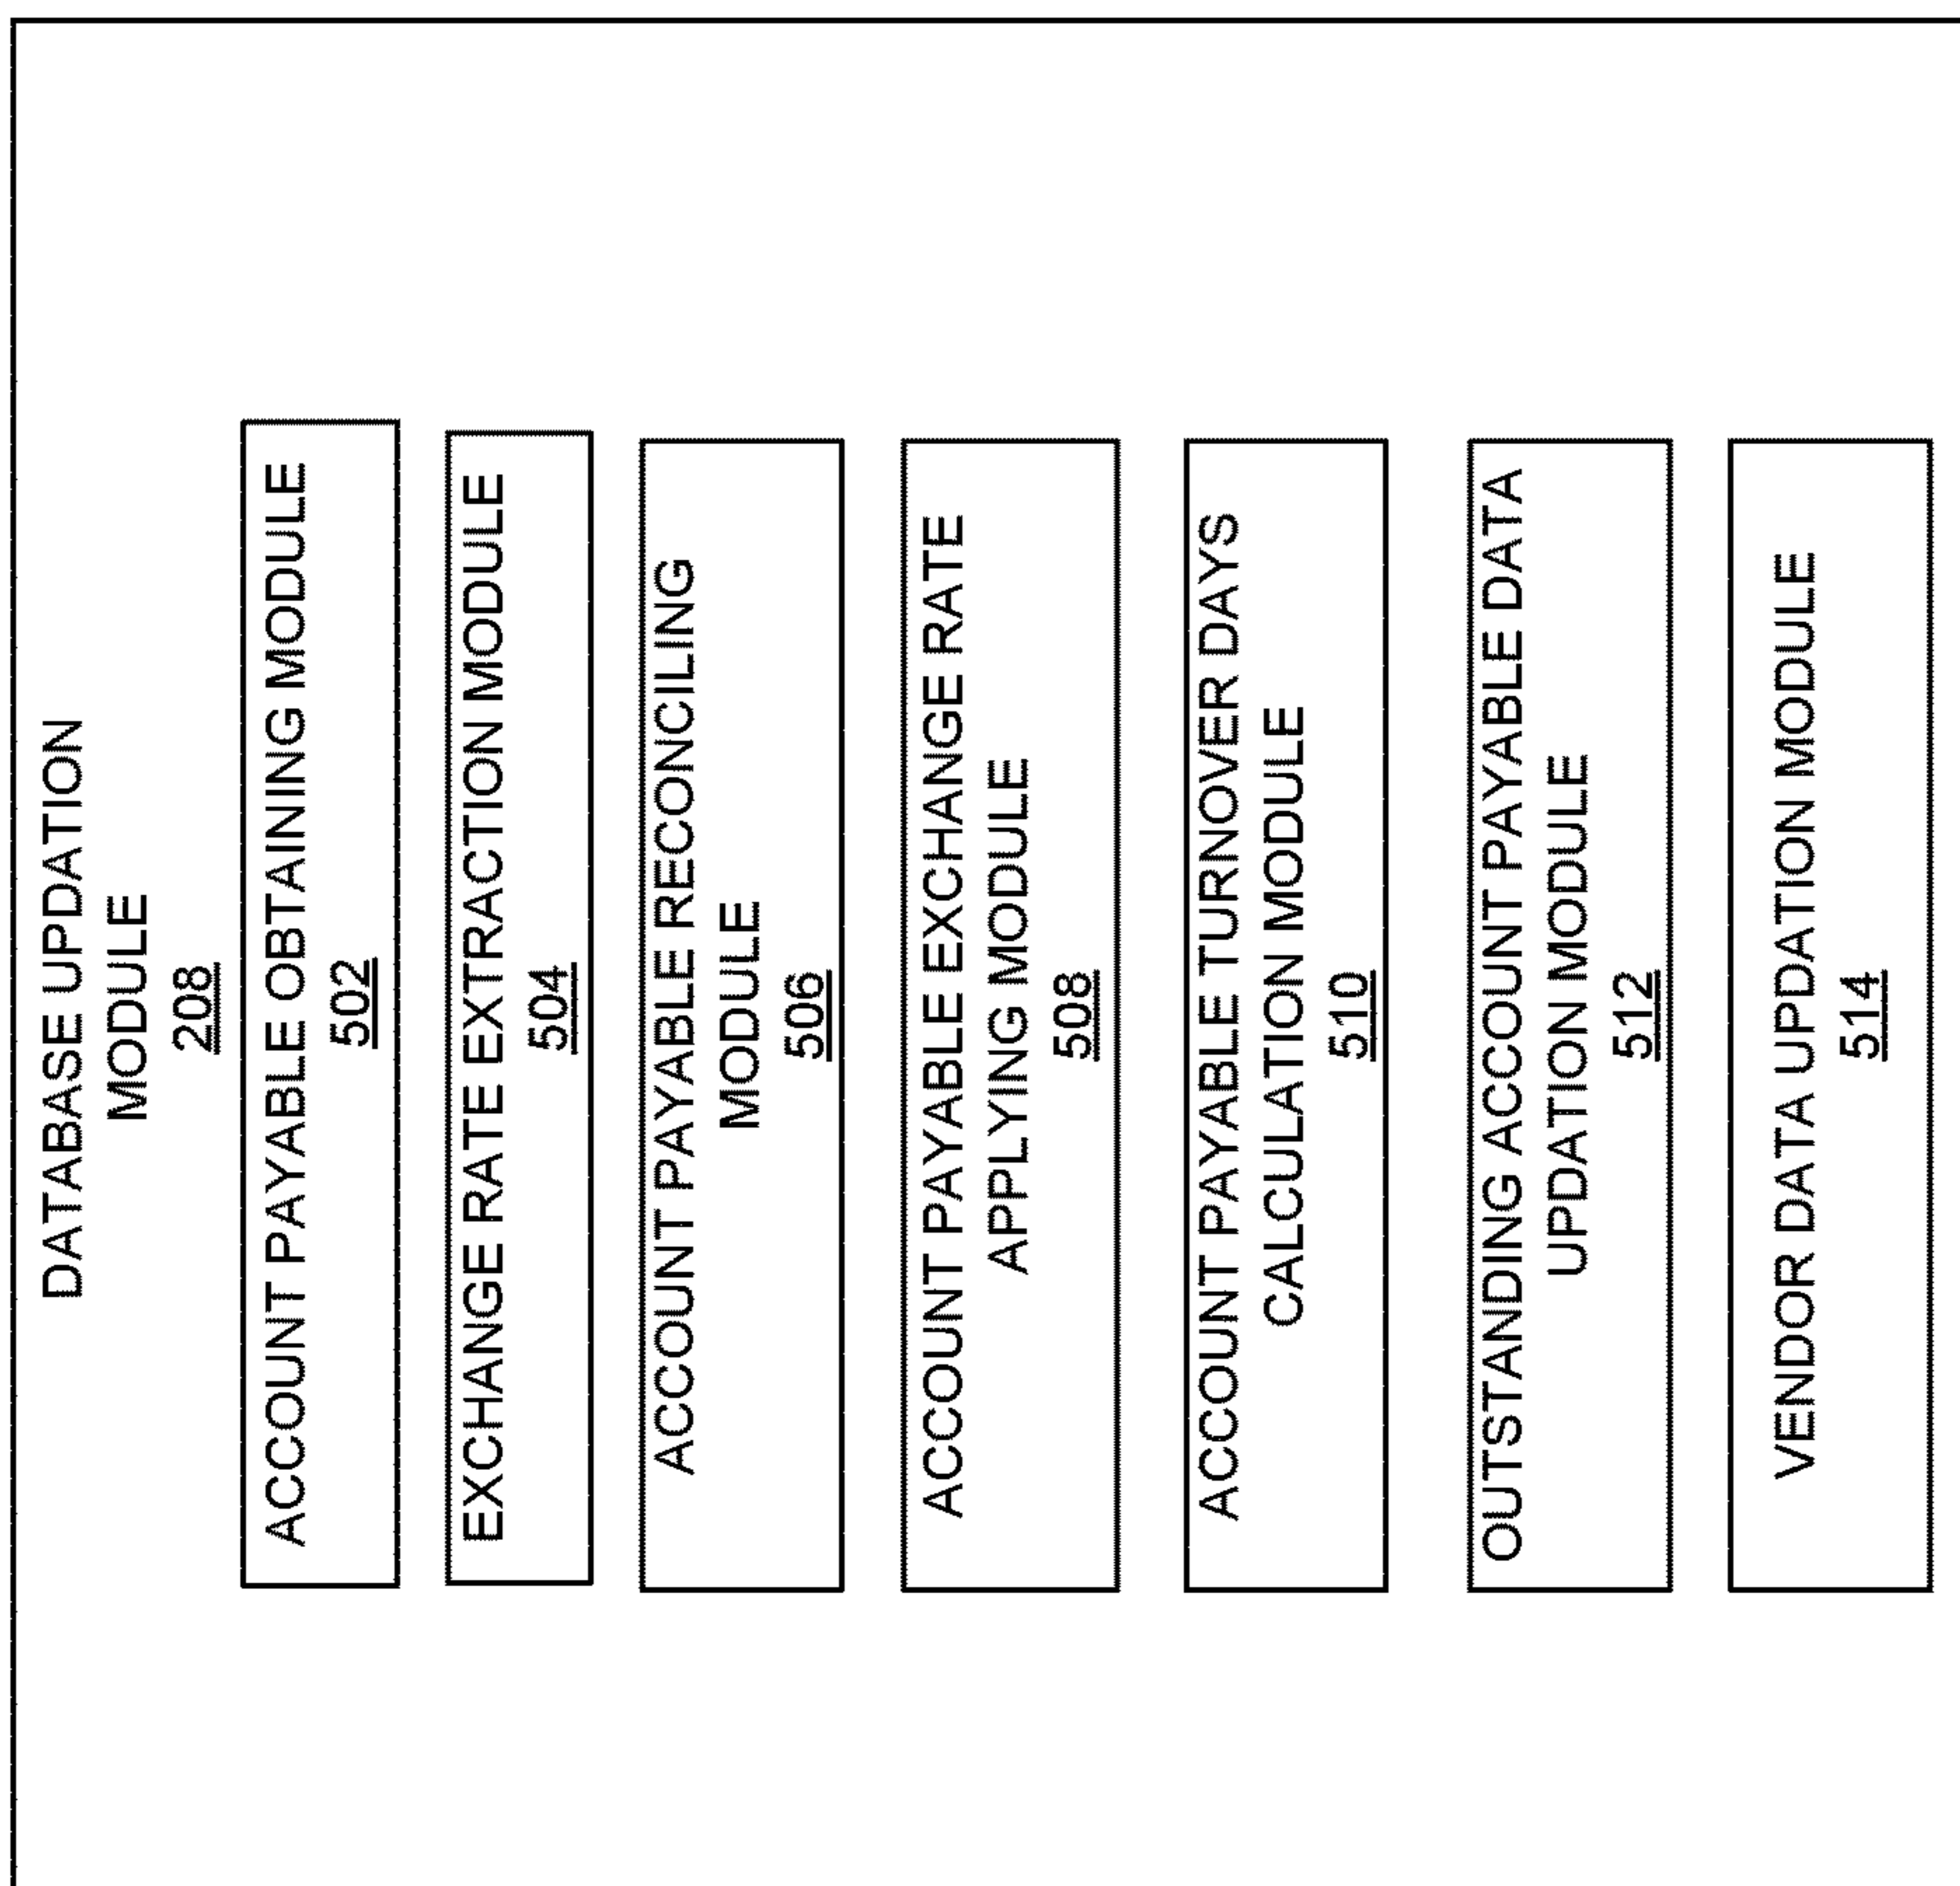 DATABASE UPDATION
MODULE
208
ACCOUNT PAYABLE OBTAINING MODULE
502
EXCHANGE RATE EXTRACTION MODULE
504
ACCOUNT PAYABLE RECONCILING
MODULE
506
ACCOUNT PAYABLE EXCHANGE RATE
APPLYING MODULE
508
ACCOUNT PAYABLE TURNOVER DAYS
CALCULATION MODULE
510
OUTSTANDING ACCOUNT PAYABLE DATA
UPDATION MODULE
512
VENDOR DATA UPDATION MODULE
514